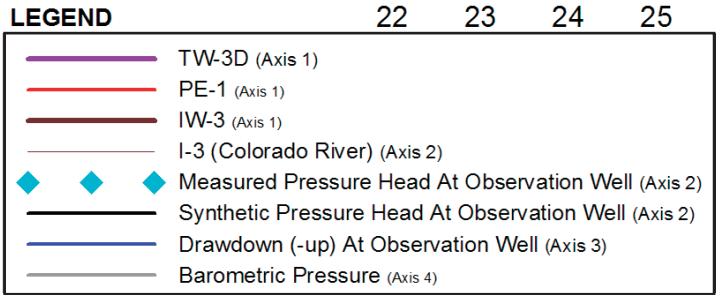 LEGEND 22 23 24 25
TW-3D (Axis 1)
PE-1 (Axis 1)
IW-3 (Axis 1)
I-3 (Colorado River) (Axis 2)
Measured Pressure Head At Observation Well (Axis 2)
Synthetic Pressure Head At Observation Well (Axis 2)
Drawdown (-up) At Observation Well (Axis 3)
Barometric Pressure (Axis 4)